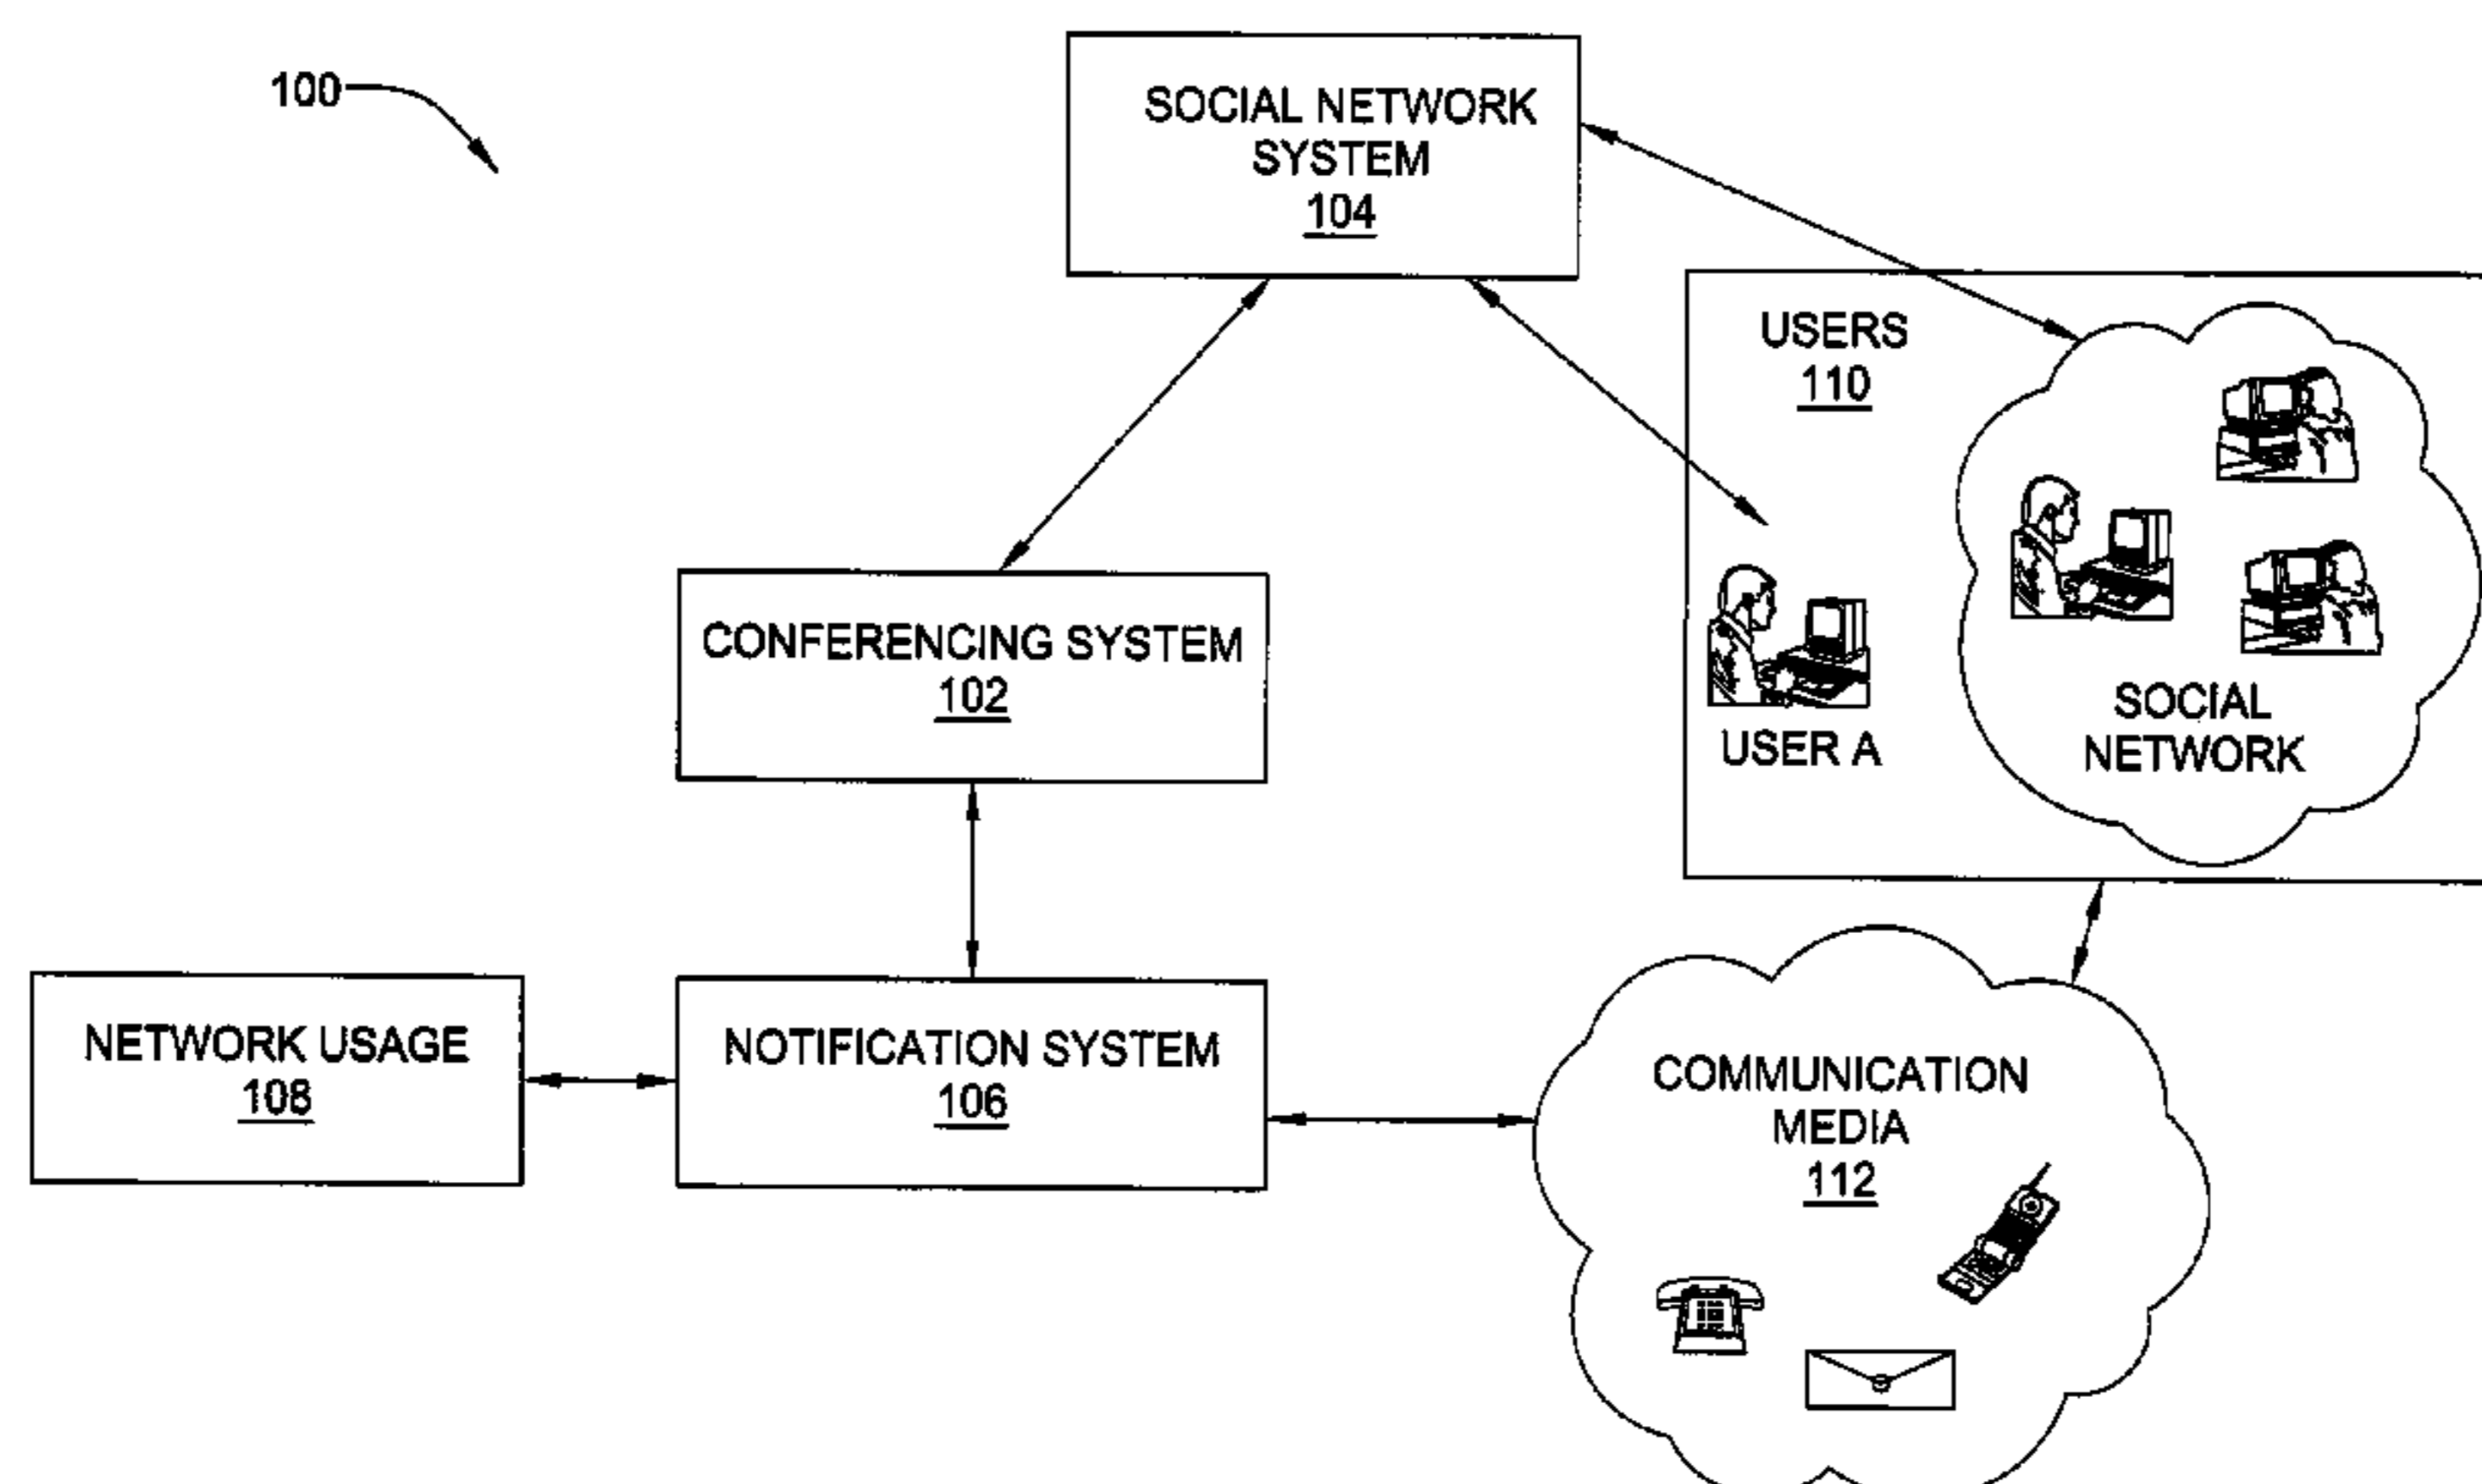 100
SOCIAL NETWORK
SYSTEM
104
USERS
110
CONFERENCING SYSTEM
102
USER A
SOCIAL
NETWORK
NETWORK USAGE
108
NOTIFICATION SYSTEM
106
COMMUNICATION
MEDIA
112